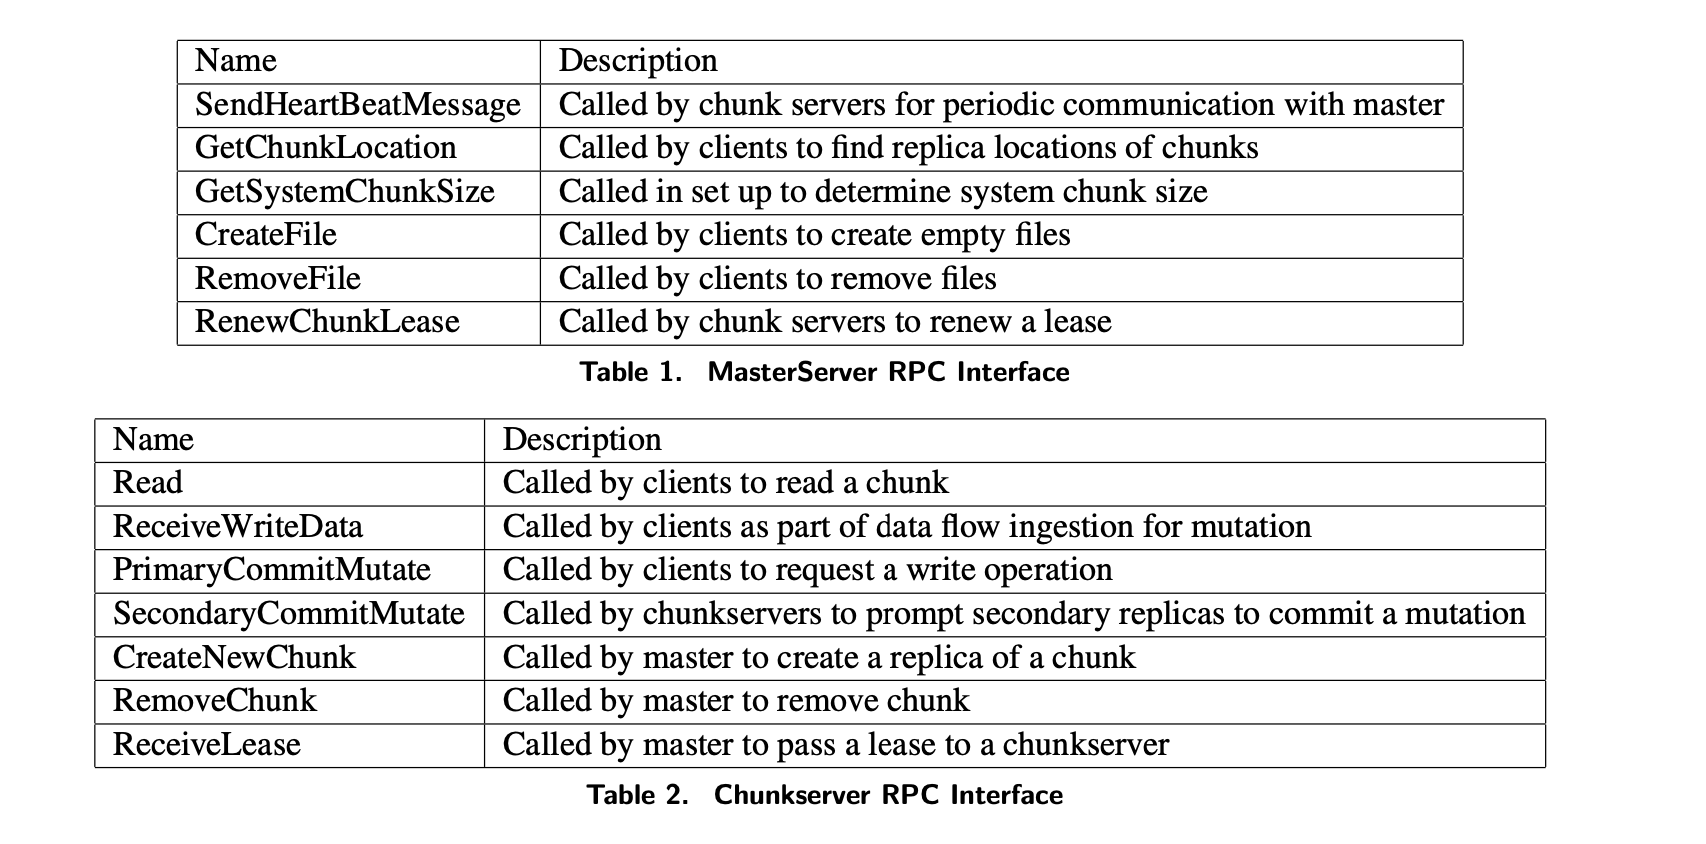 Name Description
SendHeartBeatMessage Called by chunk servers for periodic communication with master
GetChunkLocation Called by clients to find replica locations of chunks
GetSystemChunkSize Called in set up to determine system chunk size
CreateFile Called by clients to create empty files
RemoveFile Called by clients to remove files
RenewChunkLease Called by chunk servers to renew a lease
Table 1. MasterServer RPC Interface
Name Description
Read Called by clients to read a chunk
ReceiveWriteData Called by clients as part of data flow ingestion for mutation
PrimaryCommitMutate Called by clients to request a write operation
SecondaryCommitMutate Called by chunkservers to prompt secondary replicas to commit a mutation
CreateNewChunk Called by master to create a replica of a chunk
RemoveChunk Called by master to remove chunk
ReceiveLease Called by master to pass a lease to a chunkserver
Table 2. Chunkserver RPC Interface